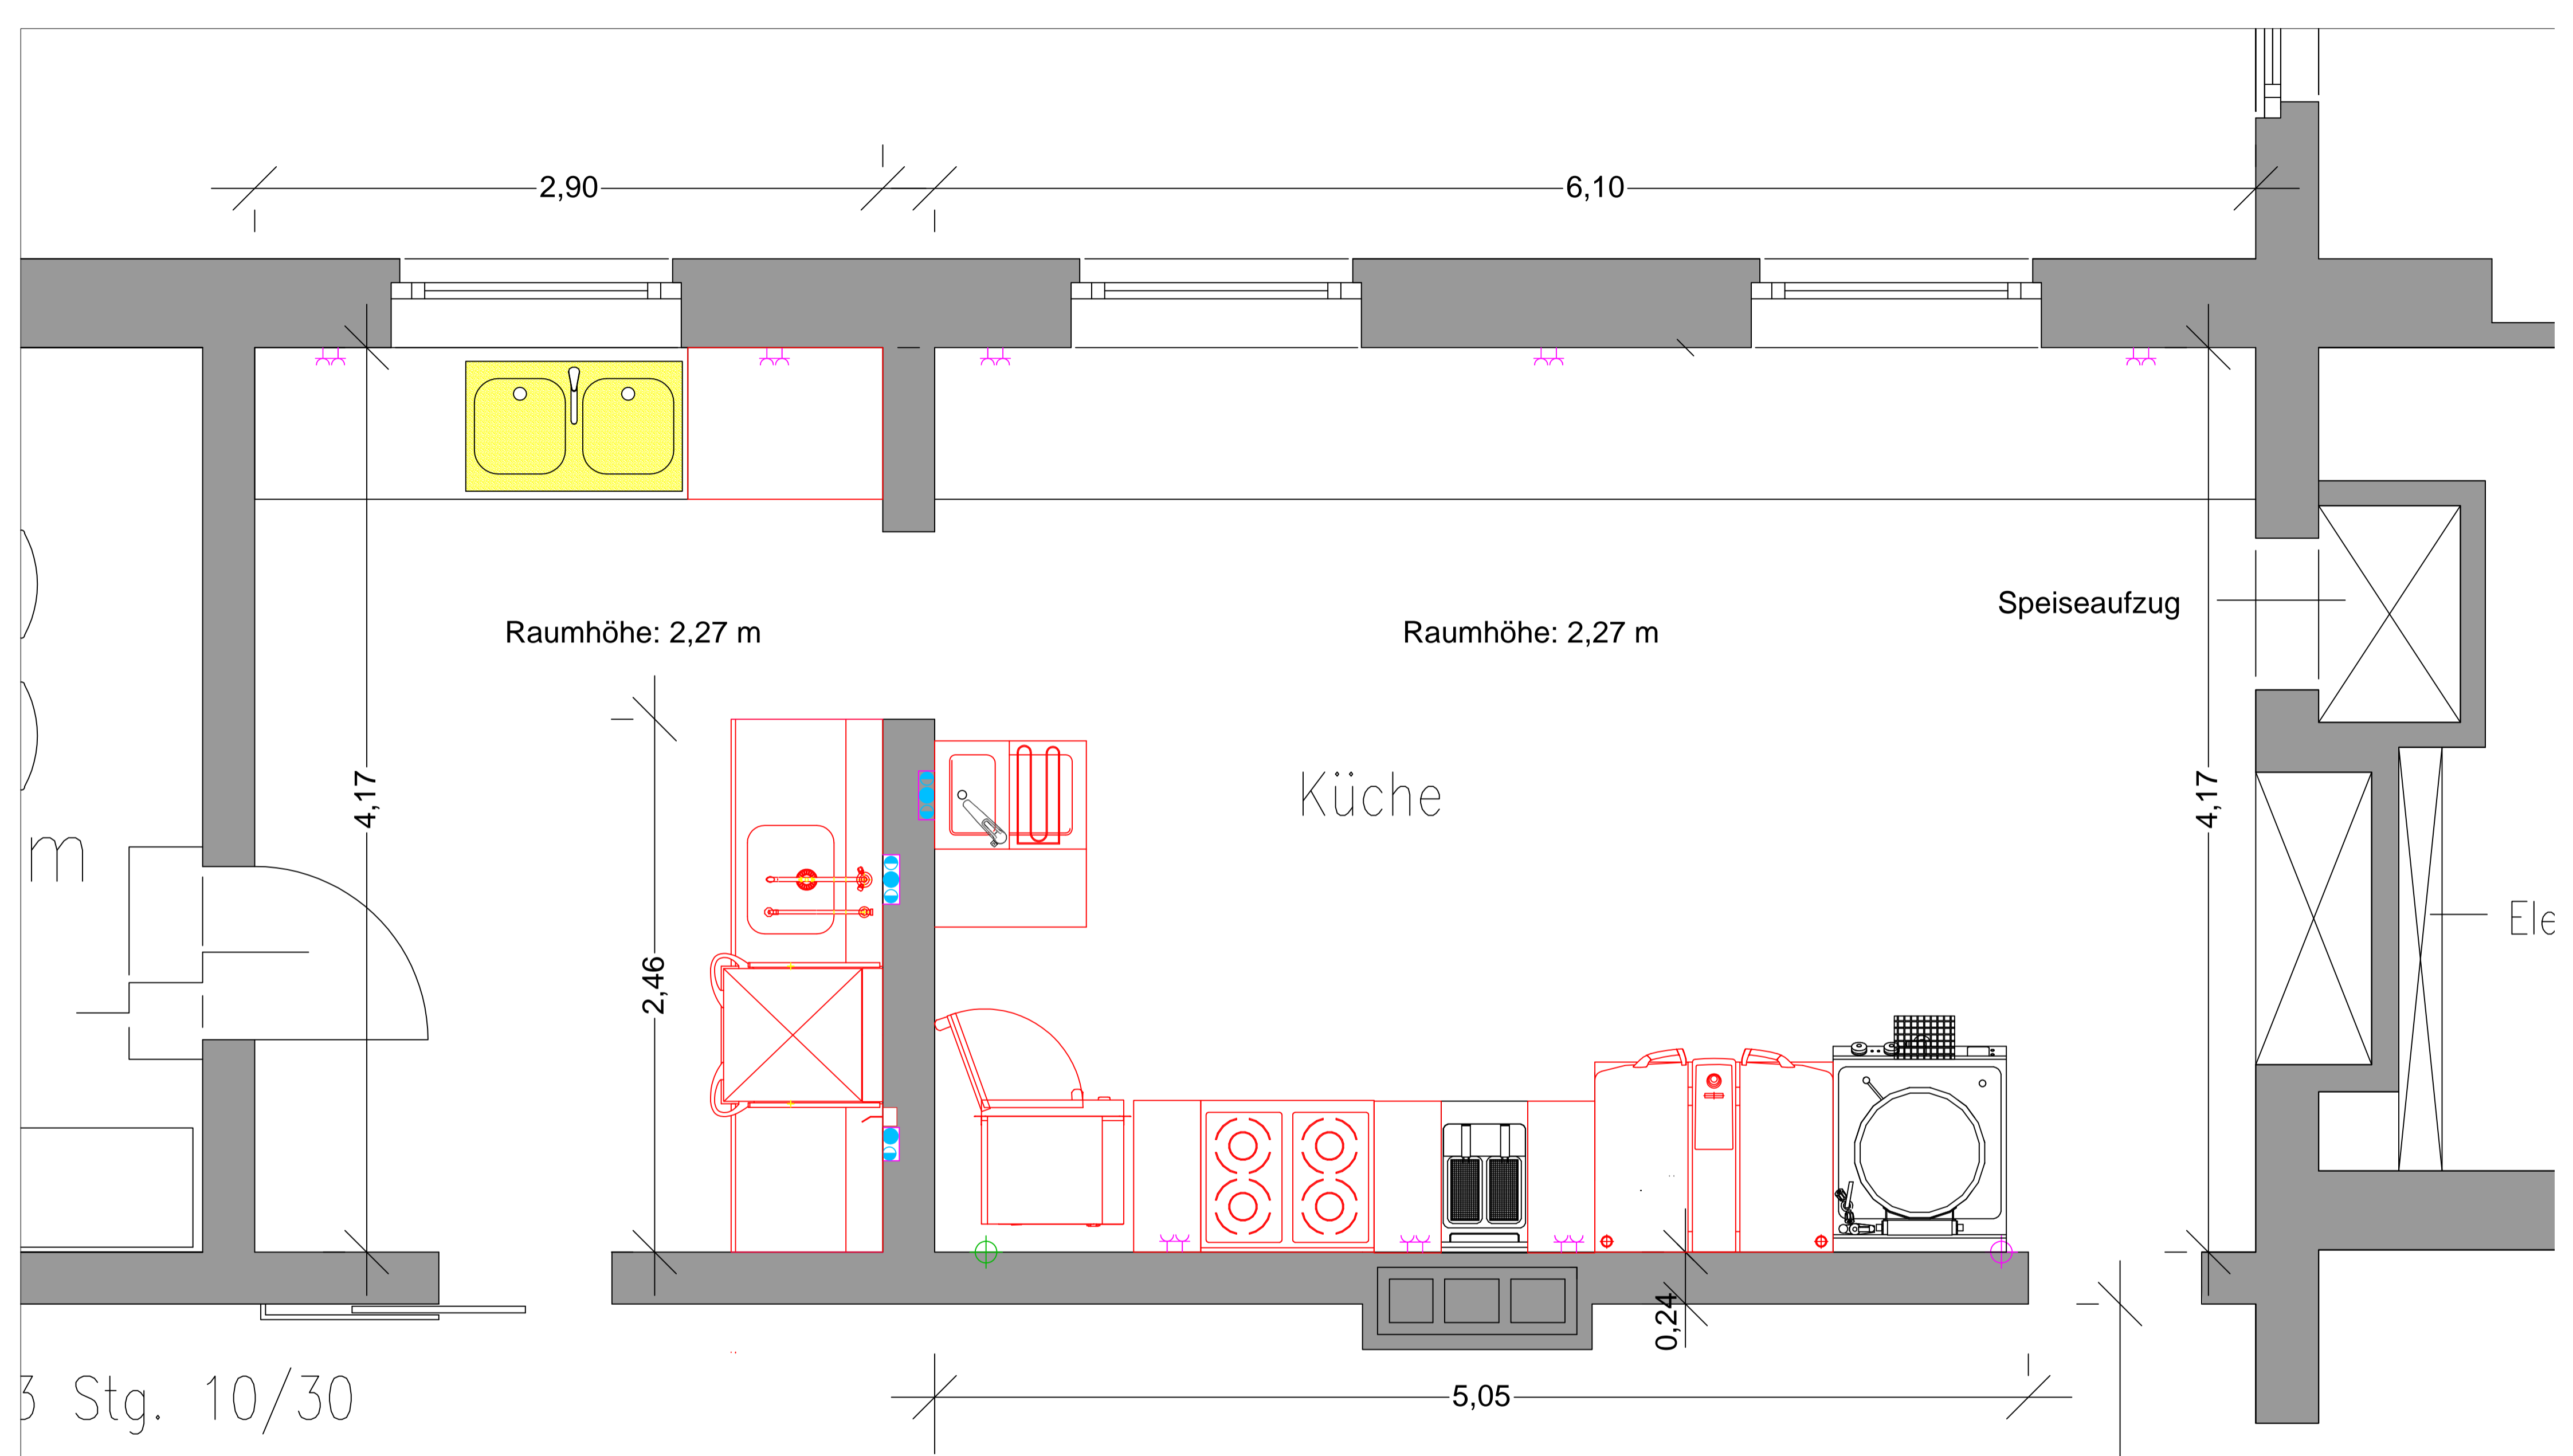 2,90
6,10
Raumhöhe: 2,27 m
Raumhöhe: 2,27 m
Speiseaufzug
4,17
Küche
4,17
m
2,46
Ele
0,24
3 Stg. 10/30
5,05